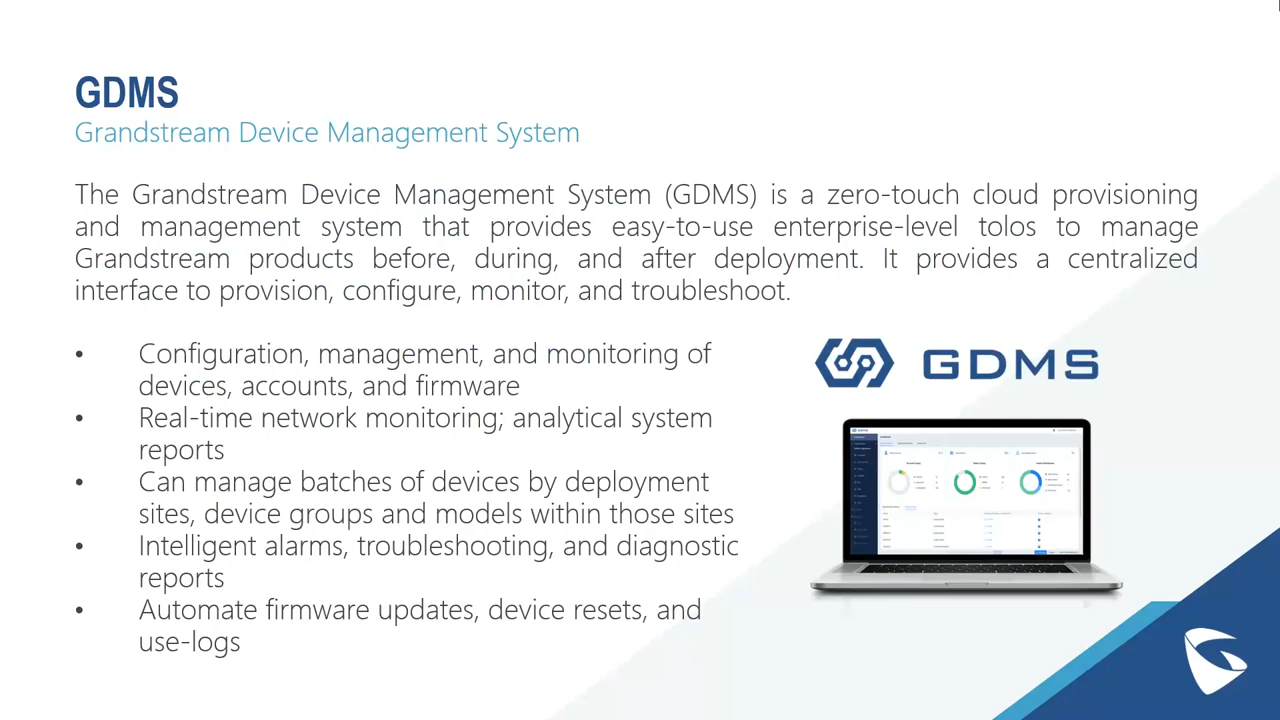 GDMS
Grandstream Device Management System
The Grandstream Device Management System (GDMS) is a zero-touch cloud provisioning
and management system that provides easy-to-use enterprise-level tolos to manage
Grandstream products before, during, and after deployment. It provides a centralized
interface to provision, configure, monitor, and troubleshoot.
• Configuration, management, and monitoring of
devices, accounts, and firmware
• Real-time network monitoring; analytical system
reports
• Can manage batches of devices by deployment
sites, device groups and models within those sites
• Intelligent alarms, troubleshooting, and diagnostic
reports
• Automate firmware updates, device resets, and
use-logs
GDMS